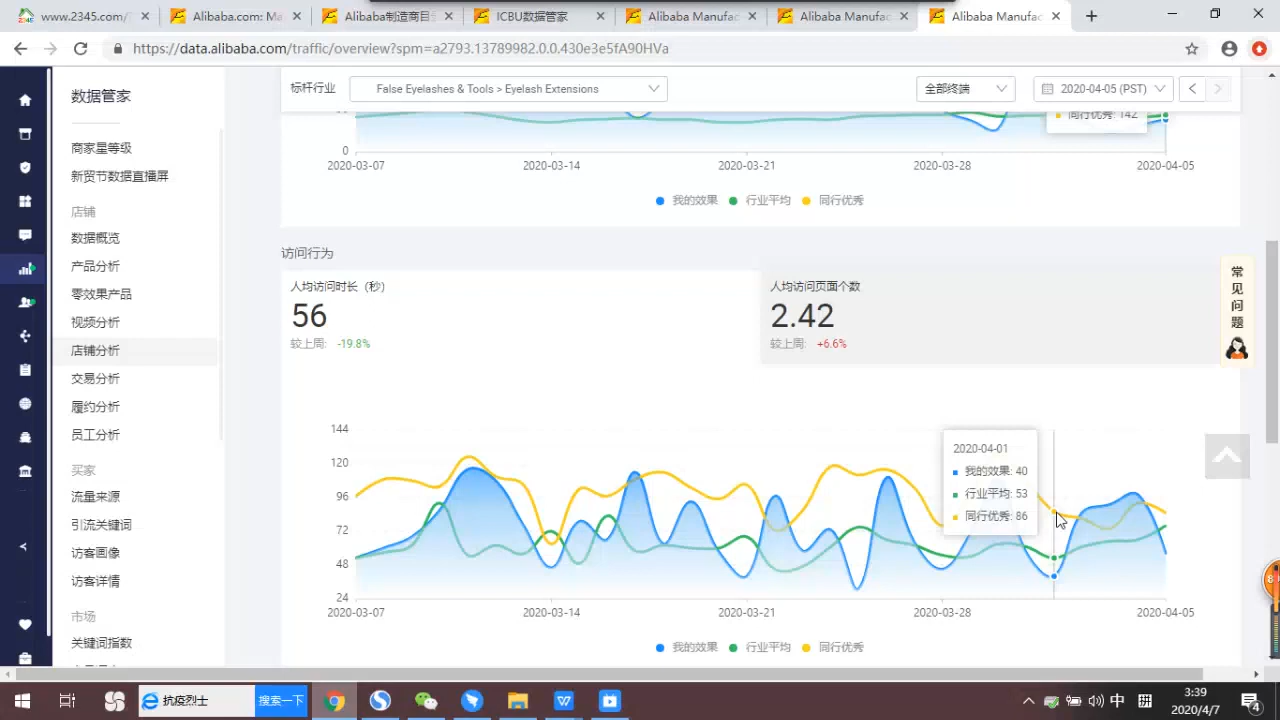 www.2345.com/
Alibaba.com: Ma
Alibaba制造商目
ICBU数据管家
Alibaba Manufac
Alibaba Manufac
Alibaba Manufac
https://data.alibaba.com/traffic/overview?spm=a2793.13789982.0.0.430e3e5fA90HVa
数据管家
商家星等级
新贸节数据直播屏
店铺
数据概览
产品分析
零效果产品
视频分析
店铺分析
交易分析
履约分析
员工分析
买家
流量来源
引流关键词
访客画像
访客详情
市场
关键词指数
标杆行业
False Eyelashes & Tools > Eyelash Extensions
全部终端
2020-04-05 (PST)
同行优秀: 142
0
2020-03-07
2020-03-14
2020-03-21
2020-03-28
2020-04-05
我的效果
行业平均
同行优秀
访问行为
人均访问时长（秒）
56
较上周: -19.8%
人均访问页面个数
2.42
较上周: +6.6%
144
120
96
72
48
24
2020-04-01
我的效果: 40
行业平均: 53
同行优秀: 86
2020-03-07
2020-03-14
2020-03-21
2020-03-28
2020-04-05
我的效果
行业平均
同行优秀
常见问题
抗疫烈士
搜索一下
中
拼
3:39
2020/4/7
4